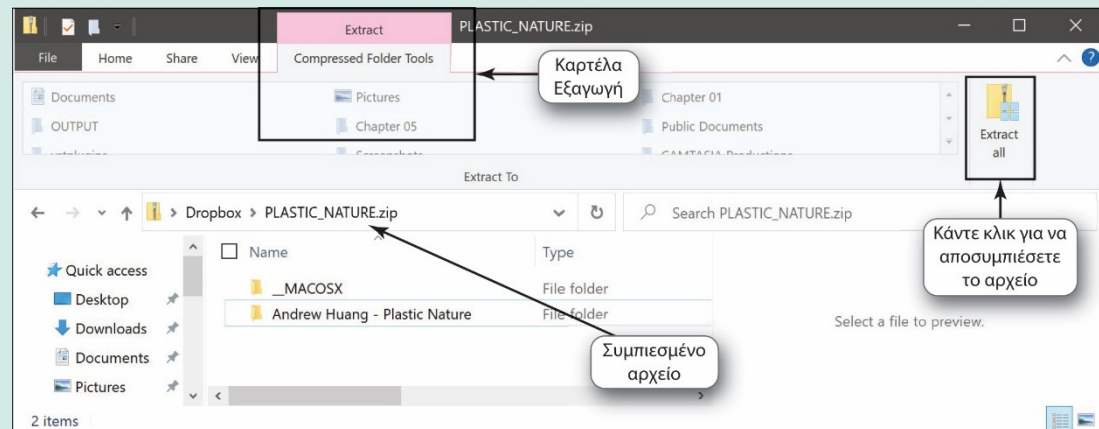 Extract
PLASTIC_NATURE.zip
File Home Share View Compressed Folder Tools
Καρτέλα
Εξαγωγή
Documents Pictures Chapter 01
OUTPUT Chapter 05 Public Documents
Extract
all
Extract To
Dropbox > PLASTIC_NATURE.zip
Search PLASTIC_NATURE.zip
Κάντε κλικ για να
αποσυμπιέσετε
το αρχείο
Name Type
Quick access
__MACOSX File folder
Desktop
Andrew Huang - Plastic Nature File folder
Downloads
Select a file to preview.
Documents
Συμπιεσμένο
αρχείο
Pictures
2 items